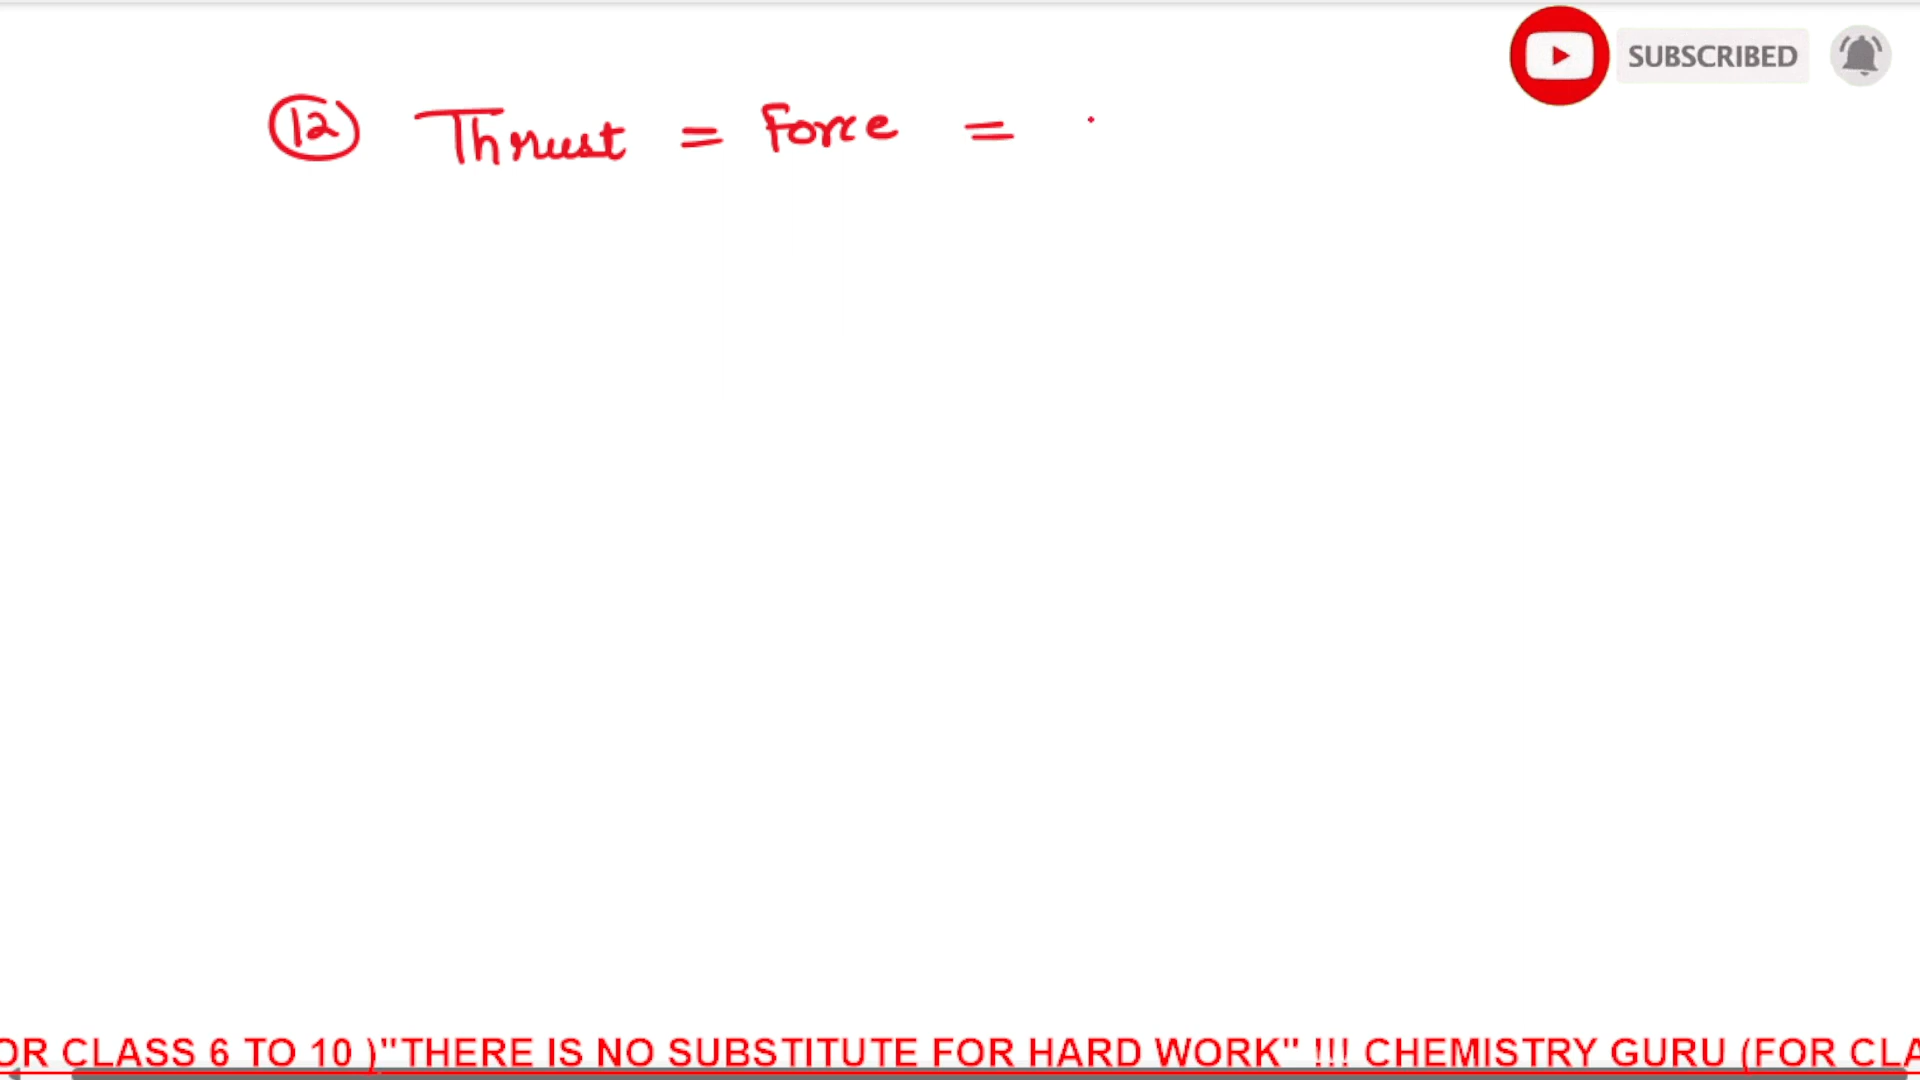 SUBSCRIBED
12 Thrust = Force =
OR CLASS 6 TO 10 )"THERE IS NO SUBSTITUTE FOR HARD WORK" !!! CHEMISTRY GURU (FOR CLA